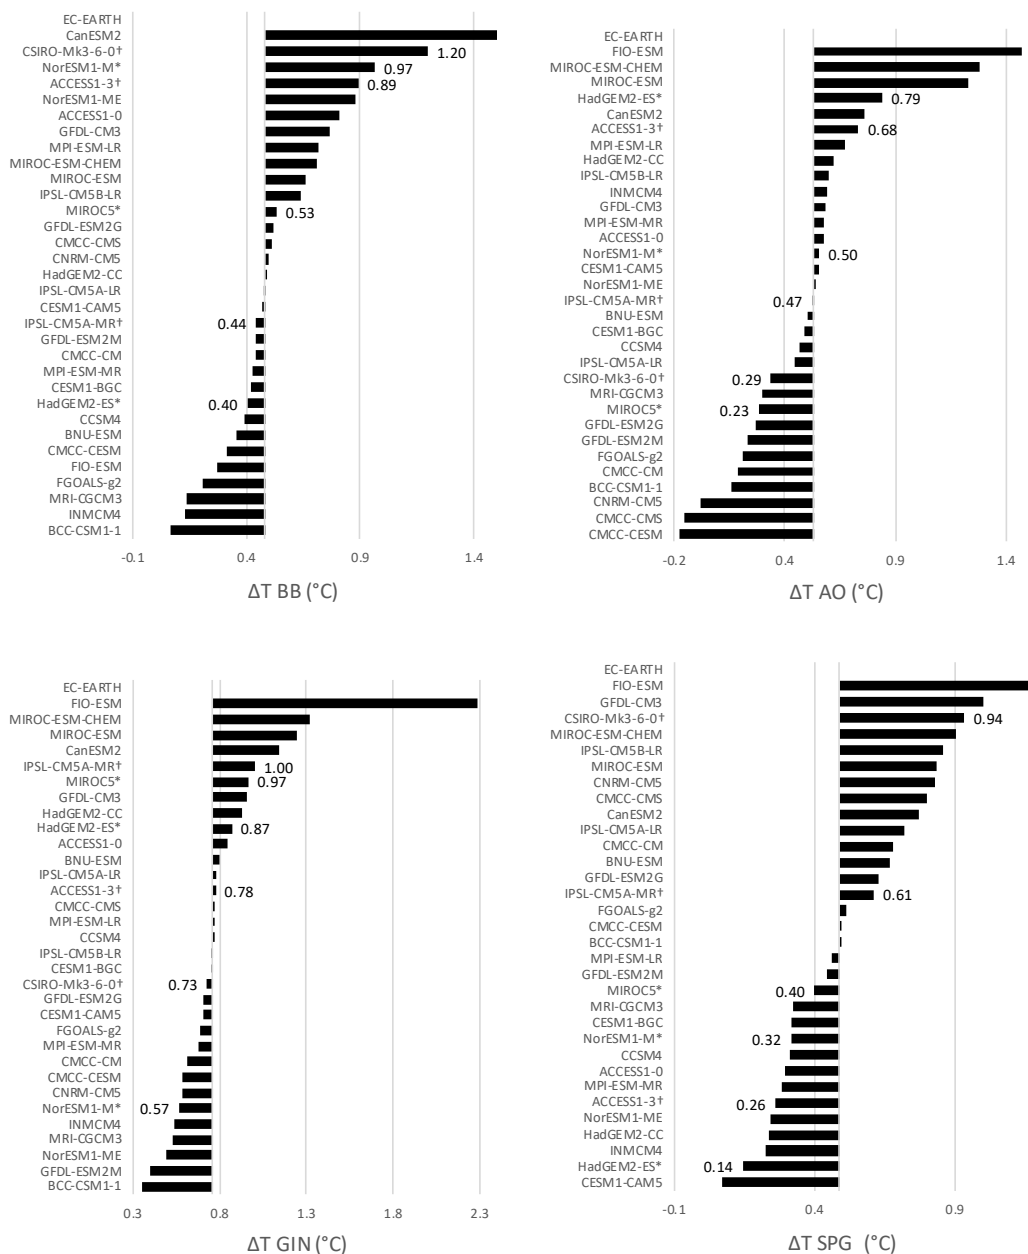 EC-EARTH
CanESM2
CSIRO-Mk3-6-0† 1.20
NorESM1-M* 0.97
ACCESS1-3† 0.89
NorESM1-ME
ACCESS1-0
GFDL-CM3
MPI-ESM-LR
MIROC-ESM-CHEM
MIROC-ESM
IPSL-CM5B-LR
MIROC5* 0.53
GFDL-ESM2G
CMCC-CMS
CNRM-CM5
HadGEM2-CC
IPSL-CM5A-LR
CESM1-CAM5
IPSL-CM5A-MR† 0.44
GFDL-ESM2M
CMCC-CM
MPI-ESM-MR
CESM1-BGC
HadGEM2-ES* 0.40
CCSM4
BNU-ESM
CMCC-CESM
FIO-ESM
FGOALS-g2
MRI-CGCM3
INMCM4
BCC-CSM1-1
-0.1 0.4 0.9 1.4
ΔT BB (°C)
EC-EARTH
FIO-ESM
MIROC-ESM-CHEM
MIROC-ESM
HadGEM2-ES* 0.79
CanESM2
ACCESS1-3† 0.68
MPI-ESM-LR
HadGEM2-CC
IPSL-CM5B-LR
INMCM4
GFDL-CM3
MPI-ESM-MR
ACCESS1-0
NorESM1-M* 0.50
CESM1-CAM5
NorESM1-ME
IPSL-CM5A-MR† 0.47
BNU-ESM
CESM1-BGC
CCSM4
IPSL-CM5A-LR
CSIRO-Mk3-6-0† 0.29
MRI-CGCM3
MIROC5* 0.23
GFDL-ESM2G
GFDL-ESM2M
FGOALS-g2
CMCC-CM
BCC-CSM1-1
CNRM-CM5
CMCC-CMS
CMCC-CESM
-0.2 0.4 0.9 1.4
ΔT AO (°C)
EC-EARTH
FIO-ESM
MIROC-ESM-CHEM
MIROC-ESM
CanESM2
IPSL-CM5A-MR† 1.00
MIROC5* 0.97
GFDL-CM3
HadGEM2-CC
HadGEM2-ES* 0.87
ACCESS1-0
BNU-ESM
IPSL-CM5A-LR
ACCESS1-3† 0.78
CMCC-CMS
MPI-ESM-LR
CCSM4
IPSL-CM5B-LR
CESM1-BGC
CSIRO-Mk3-6-0† 0.73
GFDL-ESM2G
CESM1-CAM5
FGOALS-g2
MPI-ESM-MR
CMCC-CM
CMCC-CESM
CNRM-CM5
NorESM1-M* 0.57
INMCM4
MRI-CGCM3
NorESM1-ME
GFDL-ESM2M
BCC-CSM1-1
0.3 0.8 1.3 1.8 2.3
ΔT GIN (°C)
EC-EARTH
FIO-ESM
GFDL-CM3
CSIRO-Mk3-6-0† 0.94
MIROC-ESM-CHEM
IPSL-CM5B-LR
MIROC-ESM
CNRM-CM5
CMCC-CMS
CanESM2
IPSL-CM5A-LR
CMCC-CM
BNU-ESM
GFDL-ESM2G
IPSL-CM5A-MR† 0.61
FGOALS-g2
CMCC-CESM
BCC-CSM1-1
MPI-ESM-LR
GFDL-ESM2M
MIROC5* 0.40
MRI-CGCM3
CESM1-BGC
NorESM1-M* 0.32
CCSM4
ACCESS1-0
MPI-ESM-MR
ACCESS1-3† 0.26
NorESM1-ME
HadGEM2-CC
INMCM4
HadGEM2-ES* 0.14
CESM1-CAM5
-0.1 0.4 0.9
ΔT SPG (°C)